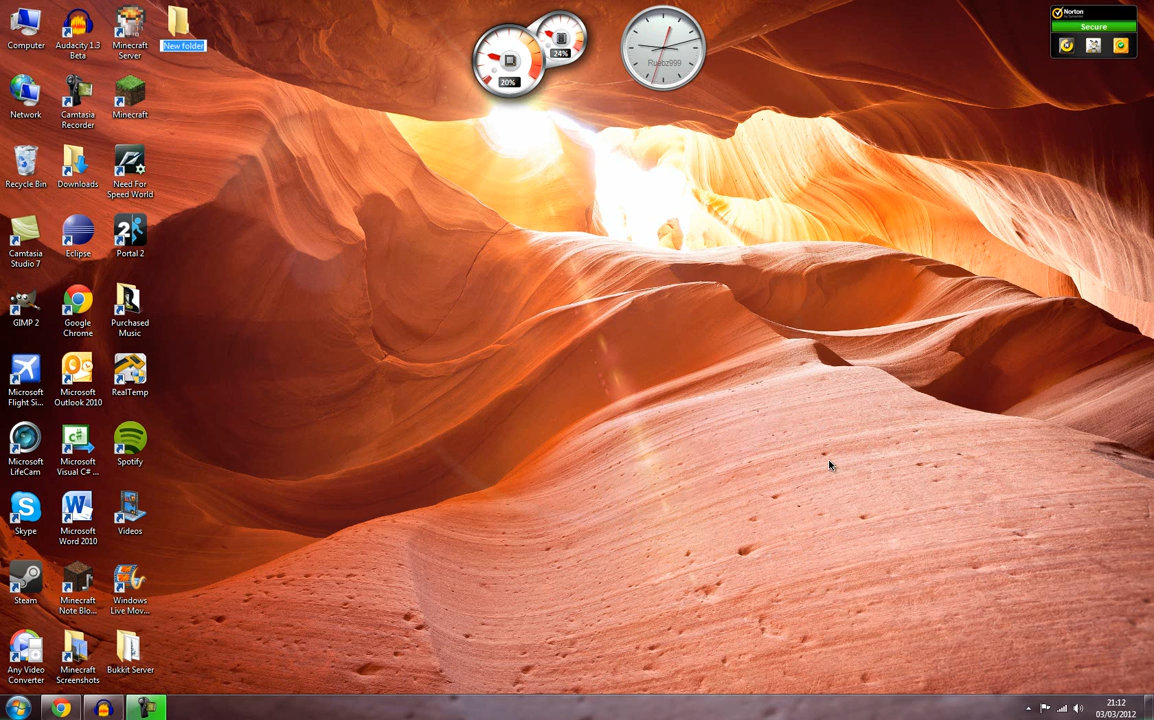 Computer
Audacity 1.3
Beta
Minecraft
Server
New folder
Network
Camtasia
Recorder
Minecraft
Recycle Bin
Downloads
Need For
Speed World
Camtasia
Studio 7
Eclipse
Portal 2
GIMP 2
Google
Chrome
Purchased
Music
Microsoft
Flight Si...
Microsoft
Outlook 2010
RealTemp
Microsoft
LifeCam
Microsoft
Visual C# ...
Spotify
Skype
Microsoft
Word 2010
Videos
Steam
Minecraft
Note Blo...
Windows
Live Mov...
Any Video
Converter
Minecraft
Screenshots
Bukkit Server
20%
24%
Norton
Secure
21:12
03/03/2012